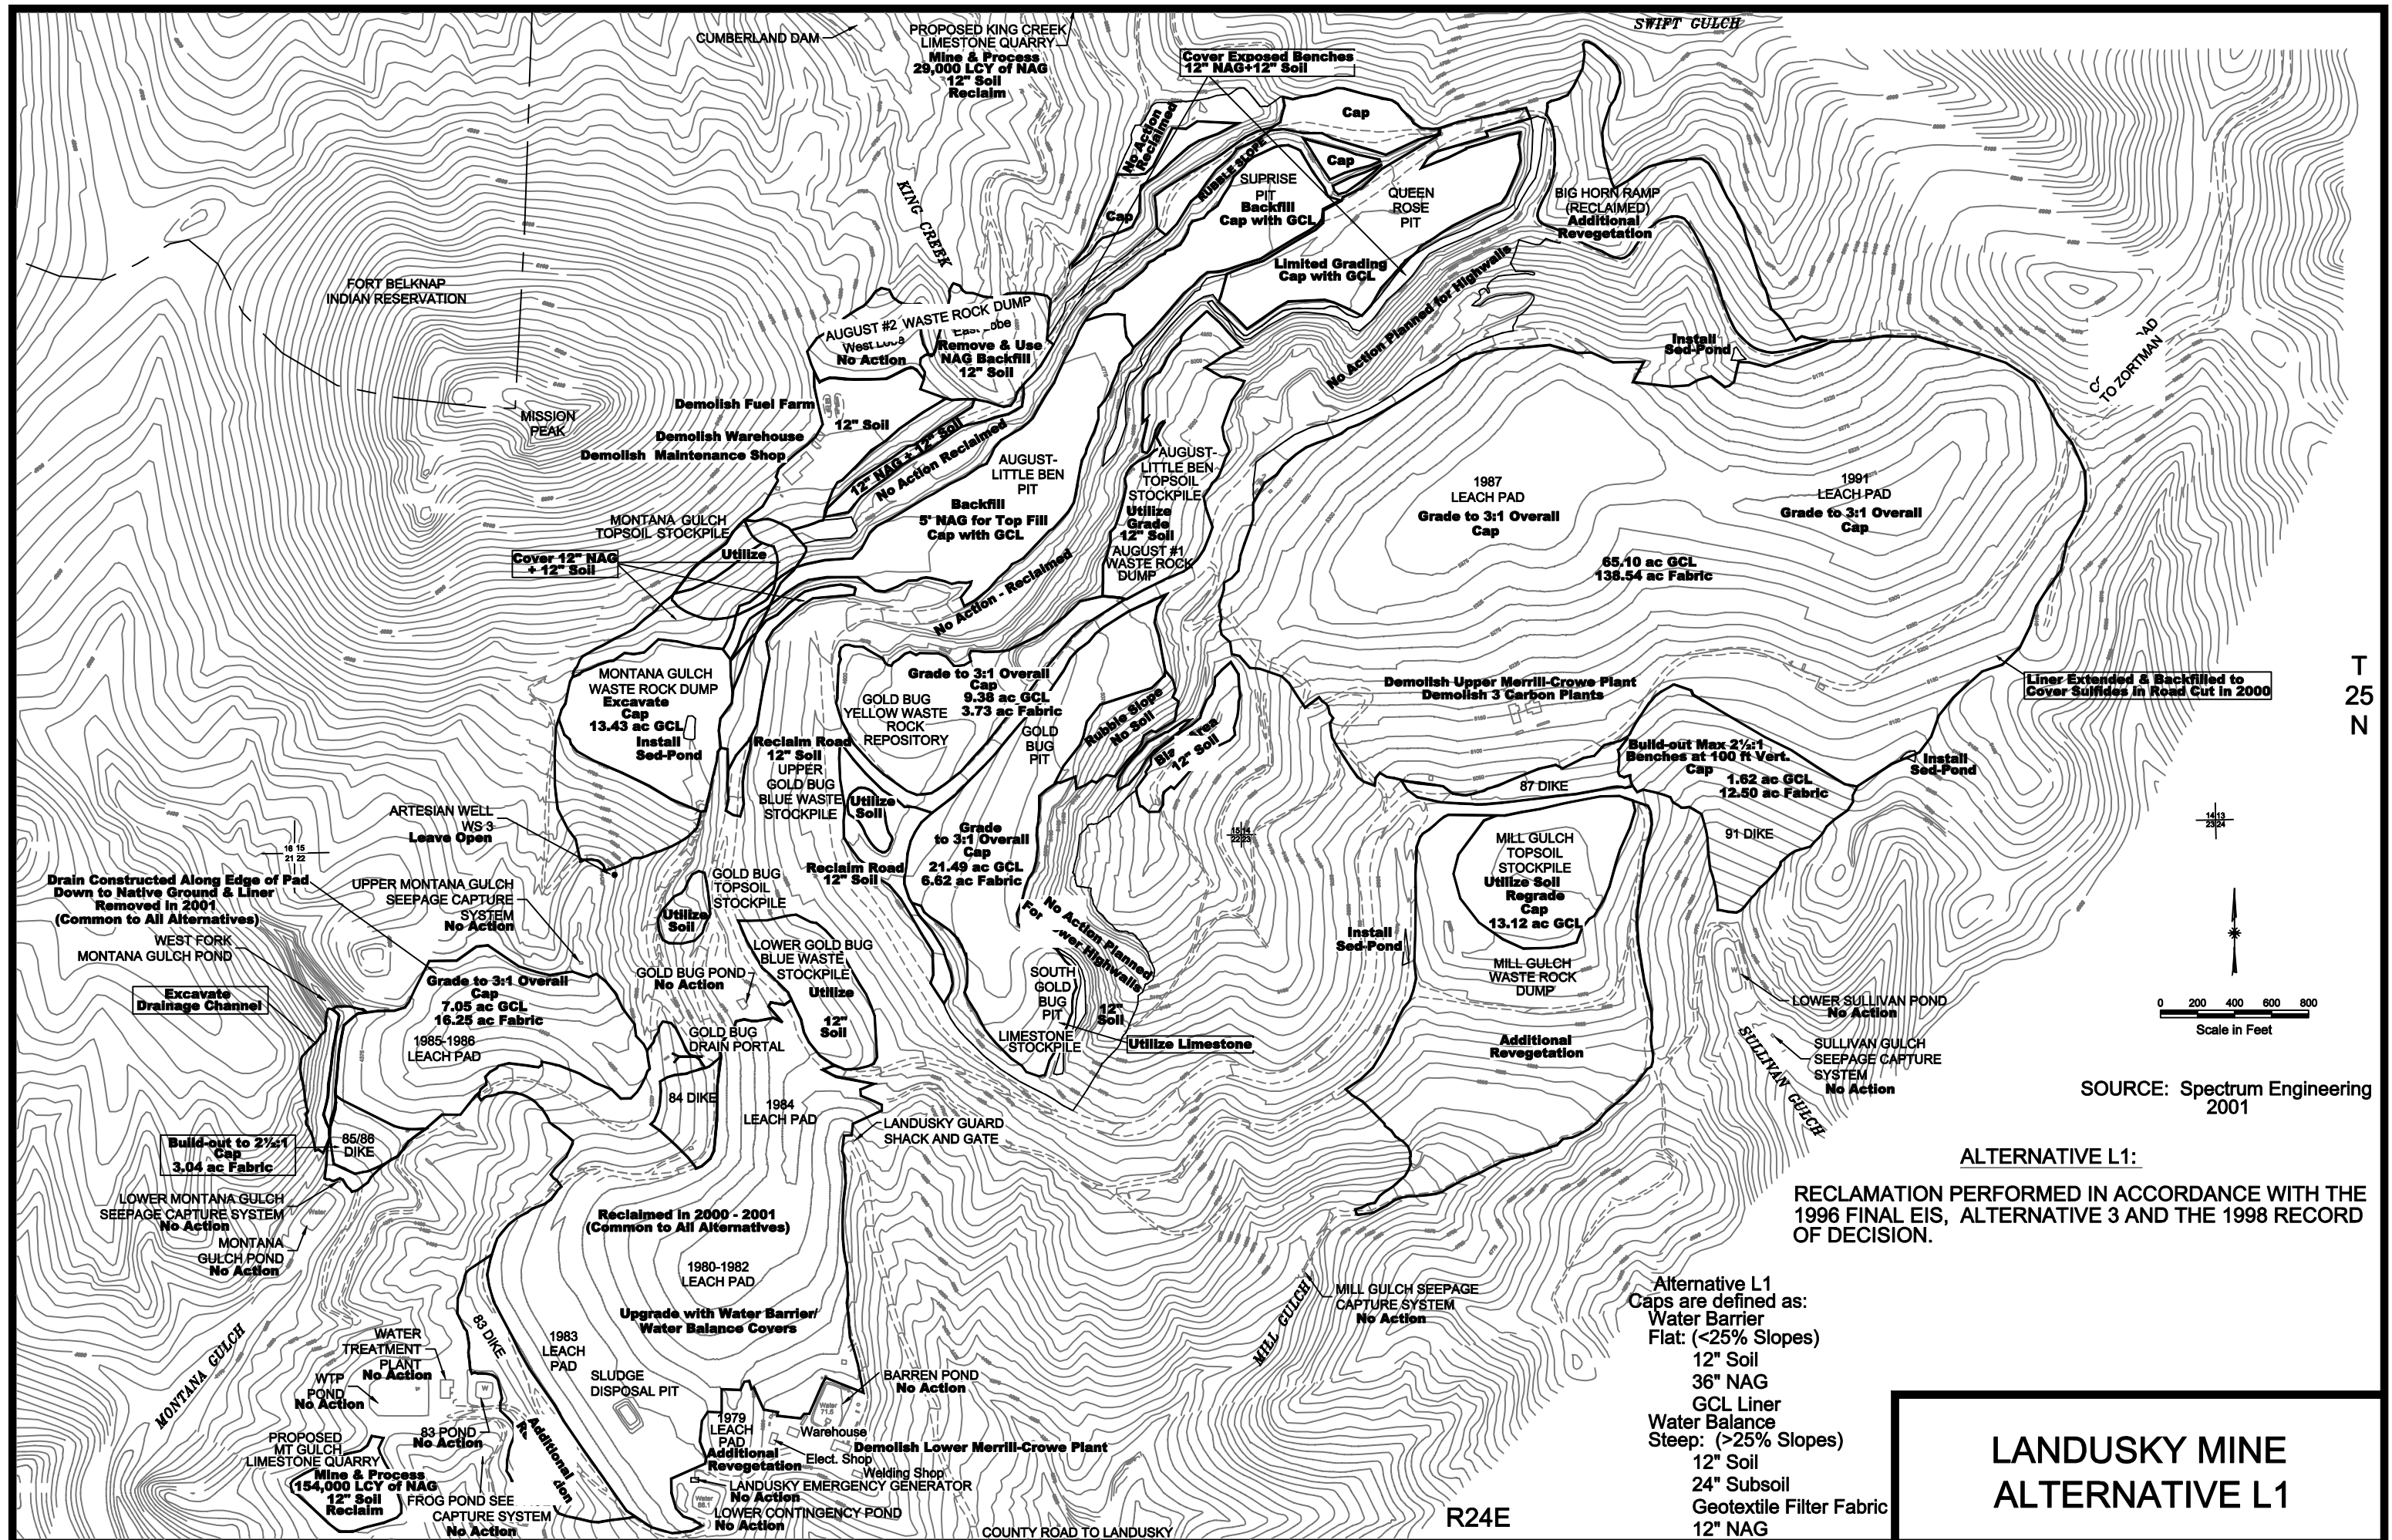 SWIFT GULCH
CUMBERLAND DAM
PROPOSED KING CREEK
LIMESTONE QUARRY
Mine & Process
29,000 LCY of NAG
12" Soil
Reclaim
Cover Exposed Benches
12" NAG+12" Soil
No Action
Reclaimed
Cap
RUBBLE SLOPE
Cap
SUPRISE
PIT
Backfill
Cap with GCL
QUEEN
ROSE
PIT
BIG HORN RAMP
(RECLAIMED)
Additional
Revegetation
Cap
KING CREEK
Limited Grading
Cap with GCL
No Action Planned for Highwalls
FORT BELKNAP
INDIAN RESERVATION
AUGUST #2 WASTE ROCK DUMP
West
No Action
Remove & Use
NAG Backfill
12" Soil
Install
Sed-Pond
TO ZORTMAN
MISSION
PEAK
Demolish Fuel Farm
Demolish Warehouse
Demolish Maintenance Shop
12" Soil
12" NAG + 12" Soil
No Action Reclaimed
AUGUST-
LITTLE BEN
PIT
Backfill
5' NAG for Top Fill
Cap with GCL
AUGUST-
LITTLE BEN
TOPSOIL
STOCKPILE
Utilize
Grade
12" Soil
AUGUST #1
WASTE ROCK
DUMP
1987
LEACH PAD
Grade to 3:1 Overall
Cap
1991
LEACH PAD
Grade to 3:1 Overall
Cap
65.10 ac GCL
138.54 ac Fabric
MONTANA GULCH
TOPSOIL STOCKPILE
Utilize
Cover 12" NAG
+ 12" Soil
No Action - Reclaimed
T
25
N
MONTANA GULCH
WASTE ROCK DUMP
Excavate
Cap
13.43 ac GCL
Install
Sed-Pond
Grade to 3:1 Overall
Cap
9.38 ac GCL
3.73 ac Fabric
GOLD BUG
YELLOW WASTE
ROCK
REPOSITORY
GOLD
BUG
PIT
Rubble Slope
No Soil
Area
12" Soil
Demolish Upper Merrill-Crowe Plant
Demolish 3 Carbon Plants
Liner Extended & Backfilled to
Cover Sulfides in Road Cut in 2000
Reclaim Road
12" Soil
UPPER
GOLD BUG
BLUE WASTE
STOCKPILE
Utilize
Soil
Build-out Max 2½:1
Benches at 100 ft Vert.
Cap
1.62 ac GCL
12.50 ac Fabric
Install
Sed-Pond
87 DIKE
91 DIKE
ARTESIAN WELL
WS 3
Leave Open
Grade
to 3:1 Overall
Cap
21.49 ac GCL
6.62 ac Fabric
15 14
22 23
14 13
23 24
16 15
21 22
MILL GULCH
TOPSOIL
STOCKPILE
Utilize Soil
Regrade
Cap
13.12 ac GCL
Reclaim Road
12" Soil
Drain Constructed Along Edge of Pad
Down to Native Ground & Liner
Removed in 2001
(Common to All Alternatives)
UPPER MONTANA GULCH
SEEPAGE CAPTURE
SYSTEM
No Action
GOLD BUG
TOPSOIL
STOCKPILE
Utilize
Soil
No Action Planned
For
Highwalls
Install
Sed-Pond
WEST FORK
MONTANA GULCH POND
LOWER GOLD BUG
BLUE WASTE
STOCKPILE
Utilize
12"
Soil
GOLD BUG POND
No Action
MILL GULCH
WASTE ROCK
DUMP
SOUTH
GOLD
BUG
PIT
12"
Soil
LIMESTONE
STOCKPILE
Utilize Limestone
Excavate
Drainage Channel
Grade to 3:1 Overall
Cap
7.05 ac GCL
16.25 ac Fabric
1985-1986
LEACH PAD
GOLD BUG
DRAIN PORTAL
Additional
Revegetation
LOWER SULLIVAN POND
No Action
SULLIVAN GULCH
SULLIVAN GULCH
SEEPAGE CAPTURE
SYSTEM
No Action
0 200 400 600 800
Scale in Feet
SOURCE: Spectrum Engineering
2001
84 DIKE
1984
LEACH PAD
LANDUSKY GUARD
SHACK AND GATE
Build-out to 2½:1
Cap
3.04 ac Fabric
85/86
DIKE
LOWER MONTANA GULCH
SEEPAGE CAPTURE SYSTEM
No Action
Water
MONTANA
GULCH POND
No Action
Reclaimed in 2000 - 2001
(Common to All Alternatives)
1980-1982
LEACH PAD
Upgrade with Water Barrier/
Water Balance Covers
ALTERNATIVE L1:
RECLAMATION PERFORMED IN ACCORDANCE WITH THE
1996 FINAL EIS, ALTERNATIVE 3 AND THE 1998 RECORD
OF DECISION.
MILL GULCH
MILL GULCH SEEPAGE
CAPTURE SYSTEM
No Action
Alternative L1
Caps are defined as:
Water Barrier
Flat: (<25% Slopes)
12" Soil
36" NAG
GCL Liner
Water Balance
Steep: (>25% Slopes)
12" Soil
24" Subsoil
Geotextile Filter Fabric
12" NAG
MONTANA GULCH
83 DIKE
1983
LEACH
PAD
WATER
TREATMENT
PLANT
No Action
WTP
POND
No Action
W
SLUDGE
DISPOSAL PIT
BARREN POND
No Action
Water
71.5
83 POND
No Action
Additional
1979
LEACH
PAD
Additional
Revegetation
Warehouse
Demolish Lower Merrill-Crowe Plant
Elect. Shop
Welding Shop
LANDUSKY EMERGENCY GENERATOR
No Action
Water
LOWER CONTINGENCY POND
No Action
PROPOSED
MT GULCH
LIMESTONE QUARRY
Mine & Process
154,000 LCY of NAG
12" Soil
Reclaim
FROG POND SEE
CAPTURE SYSTEM
No Action
COUNTY ROAD TO LANDUSKY
R24E
LANDUSKY MINE
ALTERNATIVE L1